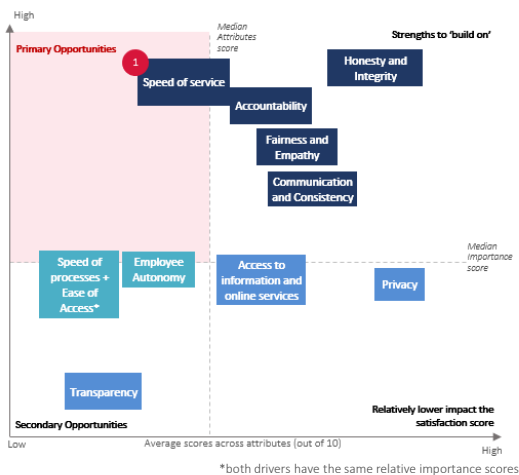 High
Median
Attributes
score
Primary Opportunities
Strengths to ‘build on’
1
Speed of service
Honesty and
Integrity
Accountability
Fairness and
Empathy
Communication
and Consistency
Median
Importance
score
Speed of
processes +
Ease of
Access*
Employee
Autonomy
Access to
information and
online services
Privacy
Transparency
Relatively lower impact the
satisfaction score
Secondary Opportunities
Low
Average scores across attributes (out of 10)
High
*both drivers have the same relative importance scores